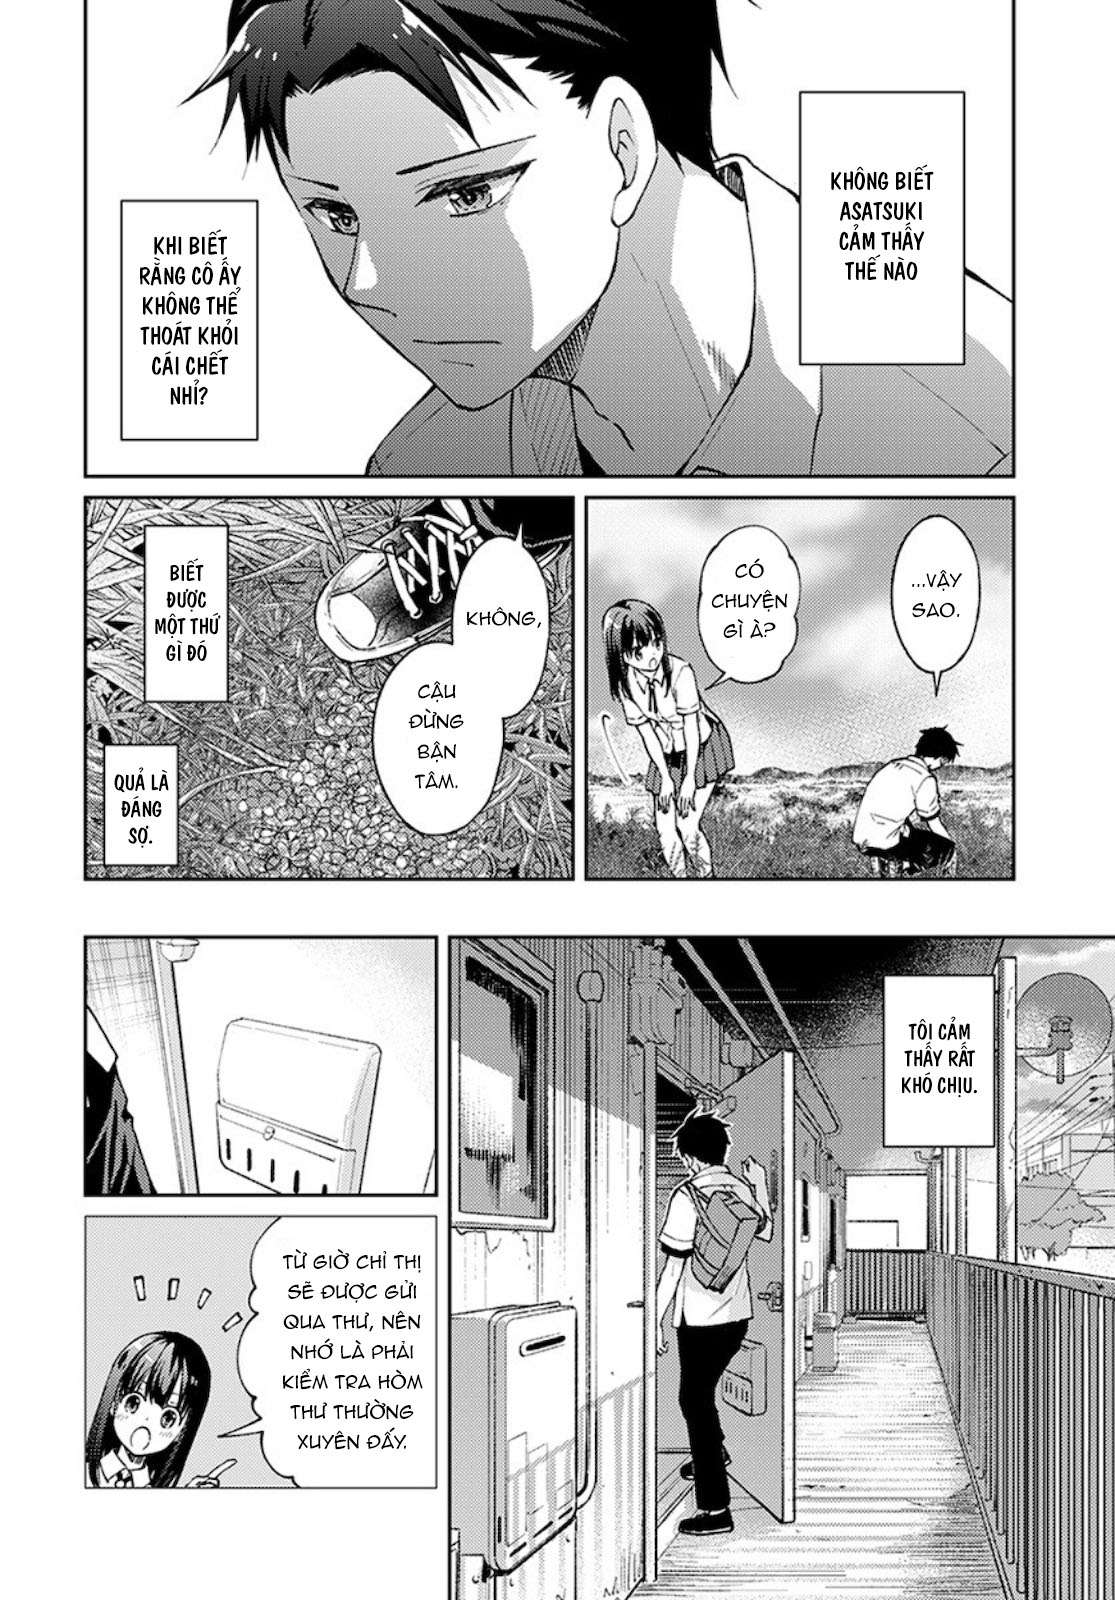 KHÔNG BIẾT
ASATSUKI
CẢM THẤY
THẾ NÀO
KHI BIẾT
RẰNG CÔ ẤY
KHÔNG THỂ
THOÁT KHỎI
CÁI CHẾT
NHỈ?
...VẬY
SAO.
CÓ
CHUYỆN
GÌ À?
KHÔNG,
CẬU
ĐỪNG
BẬN
TÂM.
BIẾT
ĐƯỢC
MỘT THỨ
GÌ ĐÓ
QUẢ LÀ
ĐÁNG
SỢ.
TÔI CẢM
THẤY RẤT
KHÓ CHỊU.
TỪ GIỜ CHỈ THỊ
SẼ ĐƯỢC GỬI
QUA THƯ, NÊN
NHỚ LÀ PHẢI
KIỂM TRA HÒM
THƯ THƯỜNG
XUYÊN ĐẤY.